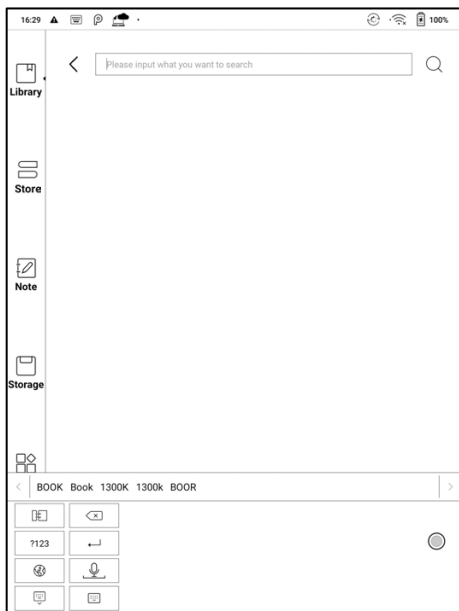 16:29
100%
Please input what you want to search
Library
Store
Note
Storage
BOOK Book 1300K 1300k BOOR
?123